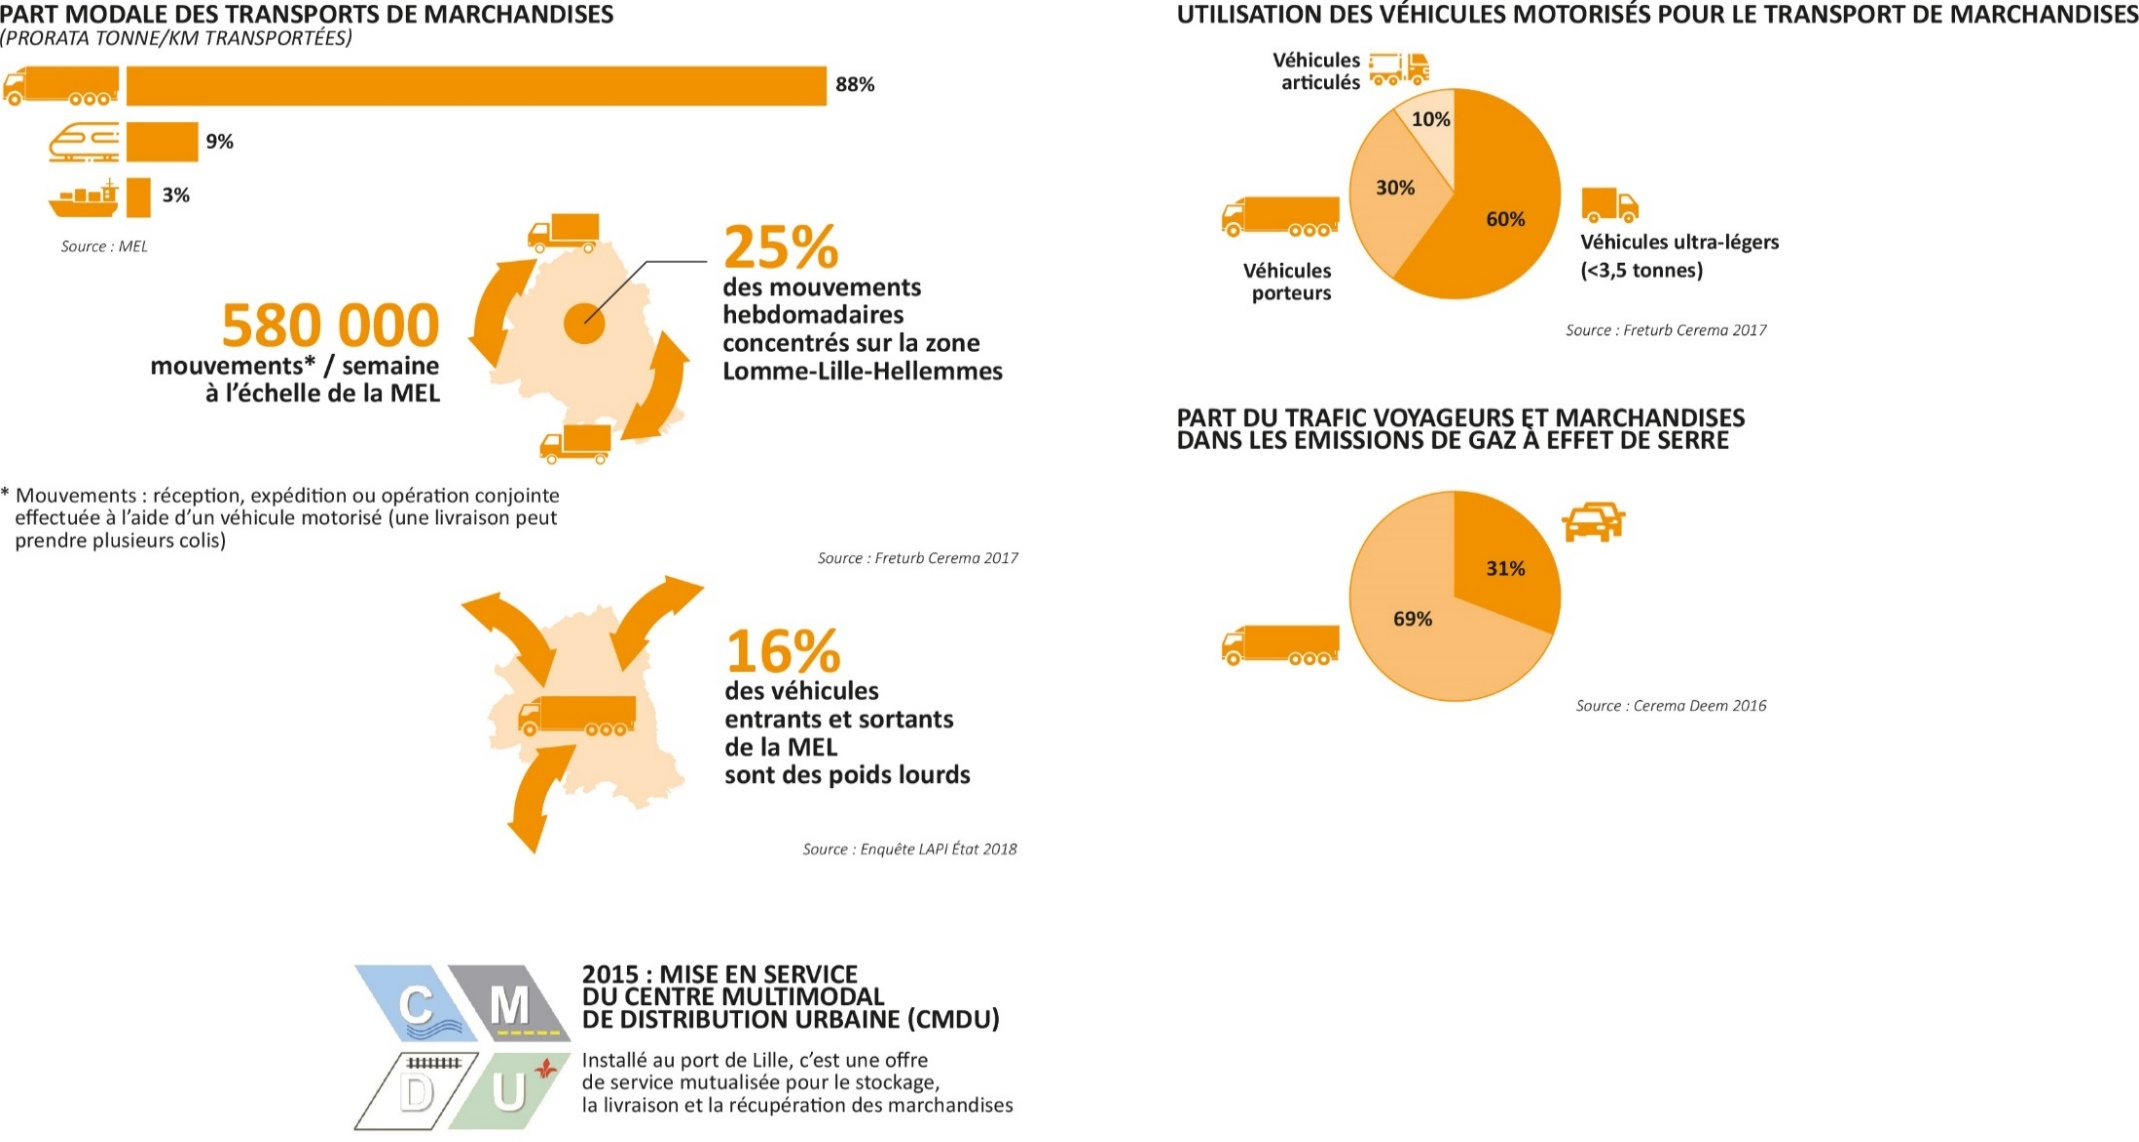 PART MODALE DES TRANSPORTS DE MARCHANDISES
(PRORATA TONNE/KM TRANSPORTÉES)
88%
9%
3%
Source : MEL
580 000
mouvements* / semaine
à l’échelle de la MEL
25%
des mouvements
hebdomadaires
concentrés sur la zone
Lomme-Lille-Hellemmes
* Mouvements : réception, expédition ou opération conjointe
effectuée à l’aide d’un véhicule motorisé (une livraison peut
prendre plusieurs colis)
Source : Freturb Cerema 2017
16%
des véhicules
entrants et sortants
de la MEL
sont des poids lourds
Source : Enquête LAPI État 2018
C M
D U
2015 : MISE EN SERVICE
DU CENTRE MULTIMODAL
DE DISTRIBUTION URBAINE (CMDU)
Installé au port de Lille, c’est une offre
de service mutualisée pour le stockage,
la livraison et la récupération des marchandises
UTILISATION DES VÉHICULES MOTORISÉS POUR LE TRANSPORT DE MARCHANDISES
Véhicules
articulés
10%
30%
60%
Véhicules
porteurs
Véhicules ultra-légers
(<3,5 tonnes)
Source : Freturb Cerema 2017
PART DU TRAFIC VOYAGEURS ET MARCHANDISES
DANS LES EMISSIONS DE GAZ À EFFET DE SERRE
31%
69%
Source : Cerema Deem 2016